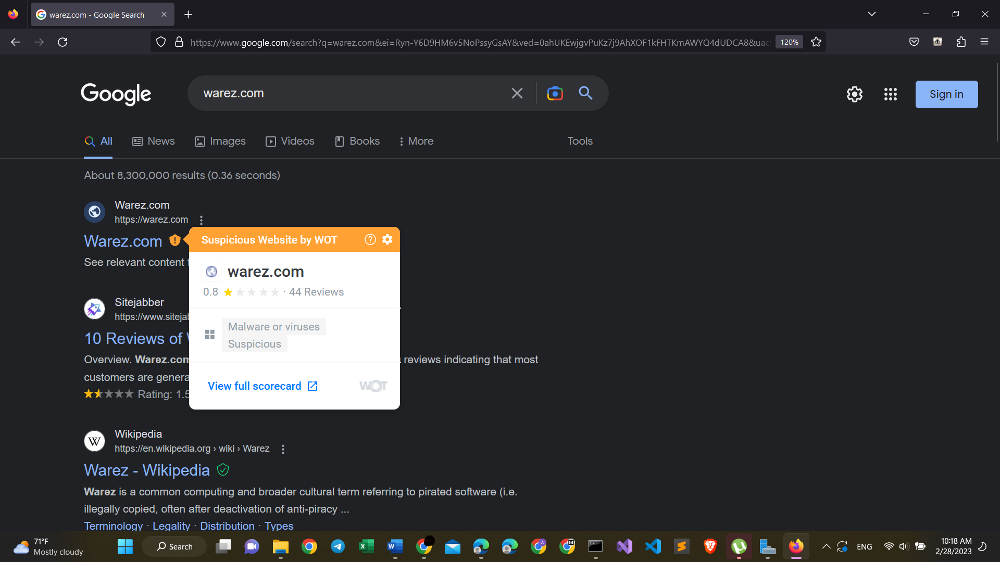 warez.com - Google Search
https://www.google.com/search?q=warez.com&ei=Ryn-Y6D9HM6v5NoPssyGsAY&ved=0ahUKEwjgvPuKz7j9AhXOF1kFHTKmAWYQ4dUDCA8&uac
120%
Google
warez.com
Sign in
All
News
Images
Videos
Books
More
Tools
About 8,300,000 results (0.36 seconds)
Warez.com
https://warez.com
Warez.com
See relevant content
Suspicious Website by WOT
warez.com
0.8 · 44 Reviews
Malware or viruses
Suspicious
View full scorecard
WOT
Sitejabber
https://www.siteja
10 Reviews of
Overview. Warez.com
reviews indicating that most
customers are genera
Rating: 1.5
Wikipedia
https://en.wikipedia.org › wiki › Warez
Warez - Wikipedia
Warez is a common computing and broader cultural term referring to pirated software (i.e.
illegally copied, often after deactivation of anti-piracy ...
Terminology · Legality · Distribution · Types
71°F
Mostly cloudy
Search
ENG
10:18 AM
2/28/2023